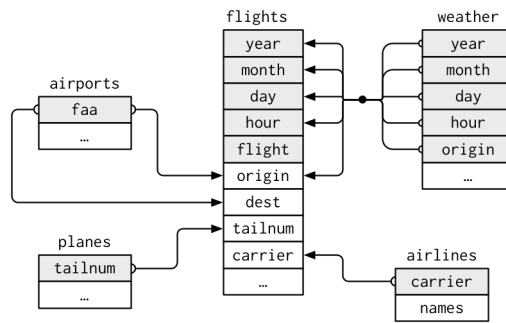 flights
year
month
day
hour
flight
origin
dest
tailnum
carrier
…
weather
year
month
day
hour
origin
…
airports
faa
…
planes
tailnum
…
airlines
carrier
names